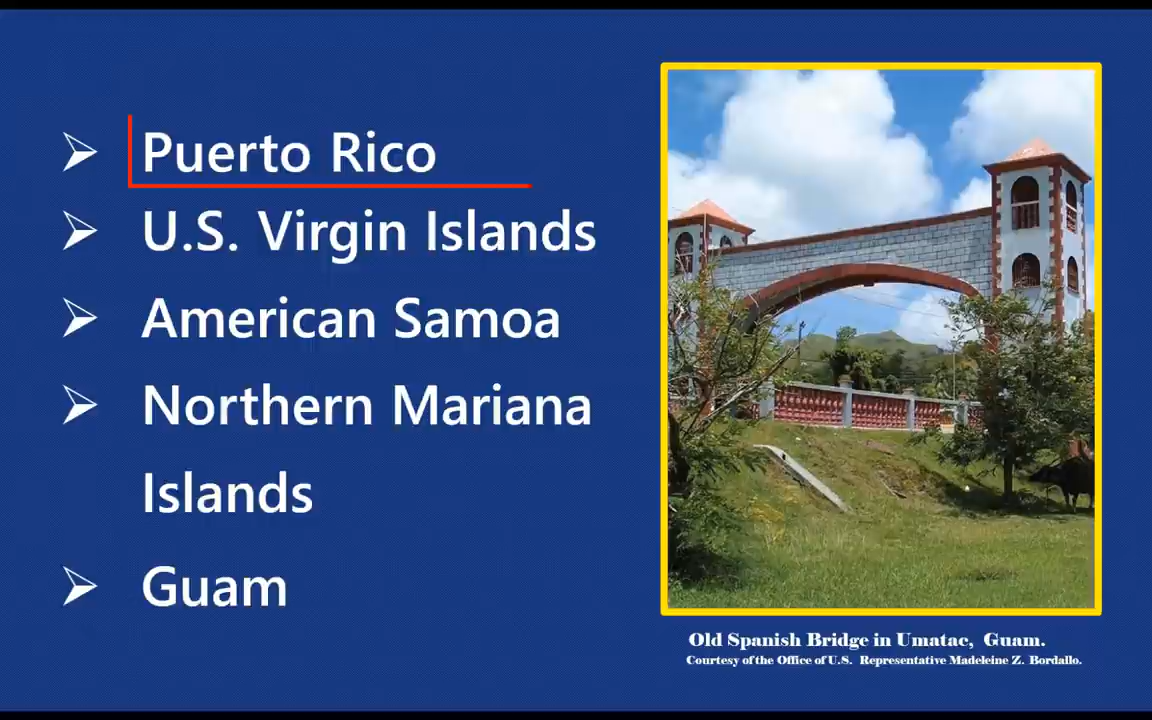 Puerto Rico
U.S. Virgin Islands
American Samoa
Northern Mariana
Islands
Guam
Old Spanish Bridge in Umatac, Guam.
Courtesy of the Office of U.S. Representative Madeleine Z. Bordallo.